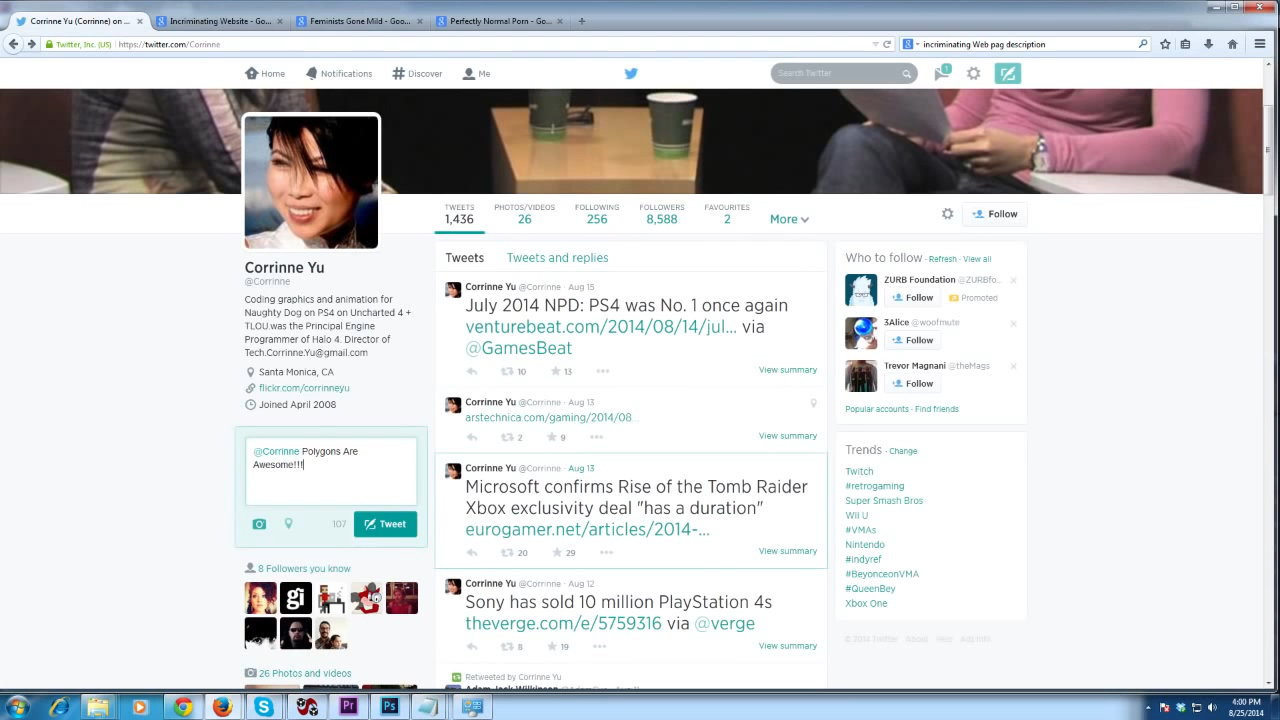 Corrinne Yu (Corrinne) on ...
Incriminating Website - Go...
Feminists Gone Mild - Goo...
Perfectly Normal Porn - Go...
Twitter, Inc. (US)
https://twitter.com/Corrinne
incriminating Web pag description
Home
Notifications
Discover
Me
Search Twitter
1
TWEETS
1,436
PHOTOS/VIDEOS
26
FOLLOWING
256
FOLLOWERS
8,588
FAVOURITES
2
More
Follow
Corrinne Yu
@Corrinne
Coding graphics and animation for
Naughty Dog on PS4 on Uncharted 4 +
TLOU.was the Principal Engine
Programmer of Halo 4. Director of
Tech.Corrinne.Yu@gmail.com
Santa Monica, CA
flickr.com/corrinneyu
Joined April 2008
@Corrinne Polygons Are
Awesome!!!
107
Tweet
8 Followers you know
gi
26 Photos and videos
Tweets
Tweets and replies
Corrinne Yu @Corrinne · Aug 15
July 2014 NPD: PS4 was No. 1 once again
venturebeat.com/2014/08/14/jul... via
@GamesBeat
10
13
View summary
Corrinne Yu @Corrinne · Aug 13
arstechnica.com/gaming/2014/08...
2
9
View summary
Corrinne Yu @Corrinne · Aug 13
Microsoft confirms Rise of the Tomb Raider
Xbox exclusivity deal "has a duration"
eurogamer.net/articles/2014-...
20
29
View summary
Corrinne Yu @Corrinne · Aug 12
Sony has sold 10 million PlayStation 4s
theverge.com/e/5759316 via @verge
8
19
View summary
Retweeted by Corrinne Yu
Who to follow · Refresh · View all
ZURB Foundation @ZURBfo...
Follow
Promoted
3Alice @woofmute
Follow
Trevor Magnani @theMags
Follow
Popular accounts · Find friends
Trends · Change
Twitch
#retrogaming
Super Smash Bros
Wii U
#VMAs
Nintendo
#indyref
#BeyonceonVMA
#QueenBey
Xbox One
© 2014 Twitter About Help Ads info
Pr
Ps
4:00 PM
8/25/2014